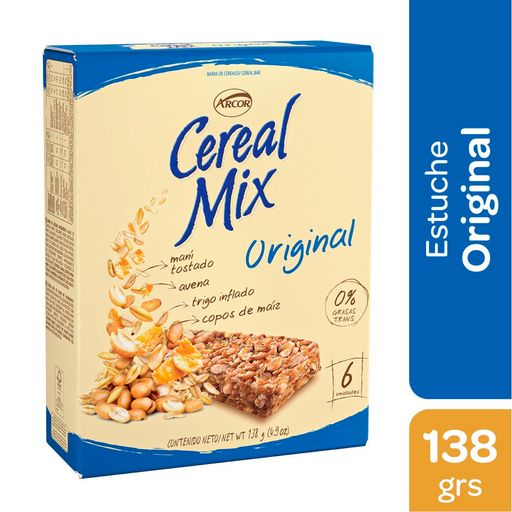 BARRA DE CEREALES/ CEREAL BAR
ARCOR
Cereal
Mix
Original
maní
tostado
avena
trigo inflado
copos de maíz
0%
GRASAS
TRANS
6
unidades
CONTENIDO NETO/NET WT 138 g (4.9 oz)
Estuche
Original
138
grs